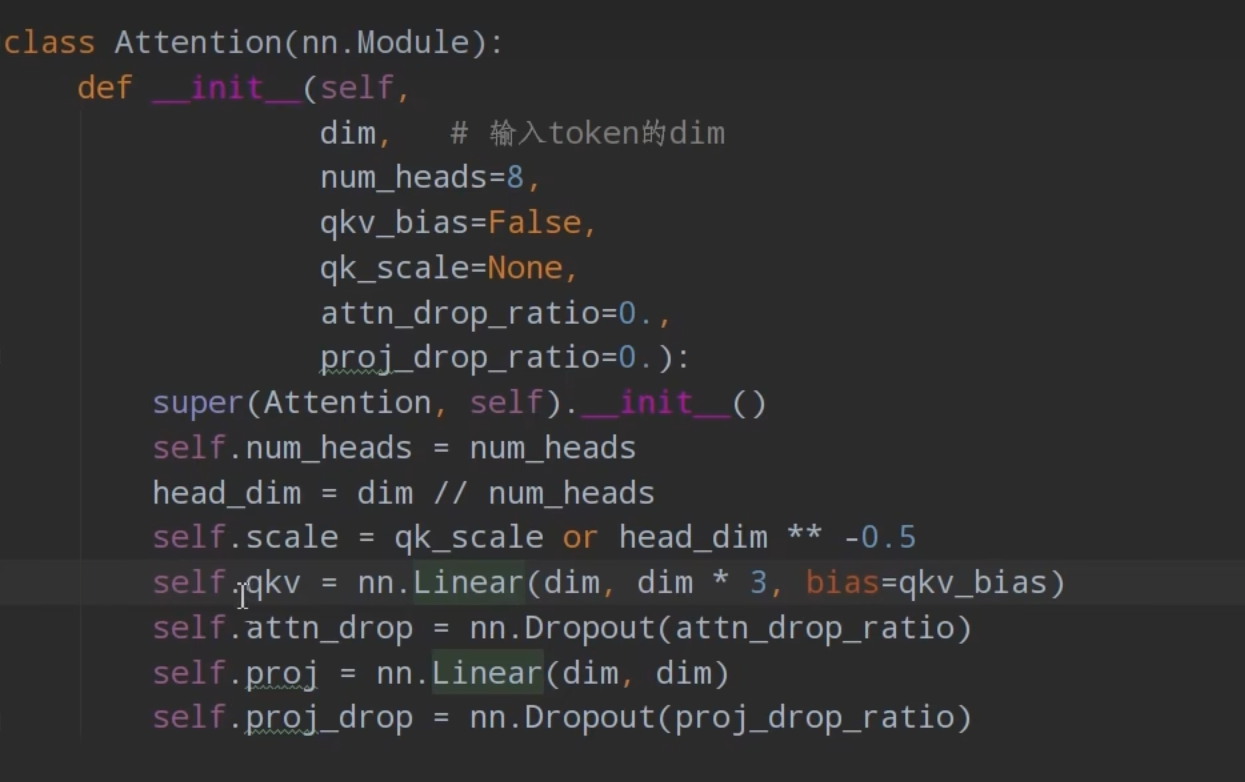 class Attention(nn.Module):
    def __init__(self,
                 dim,   # 输入token的dim
                 num_heads=8,
                 qkv_bias=False,
                 qk_scale=None,
                 attn_drop_ratio=0.,
                 proj_drop_ratio=0.):
        super(Attention, self).__init__()
        self.num_heads = num_heads
        head_dim = dim // num_heads
        self.scale = qk_scale or head_dim ** -0.5
        self.qkv = nn.Linear(dim, dim * 3, bias=qkv_bias)
        self.attn_drop = nn.Dropout(attn_drop_ratio)
        self.proj = nn.Linear(dim, dim)
        self.proj_drop = nn.Dropout(proj_drop_ratio)